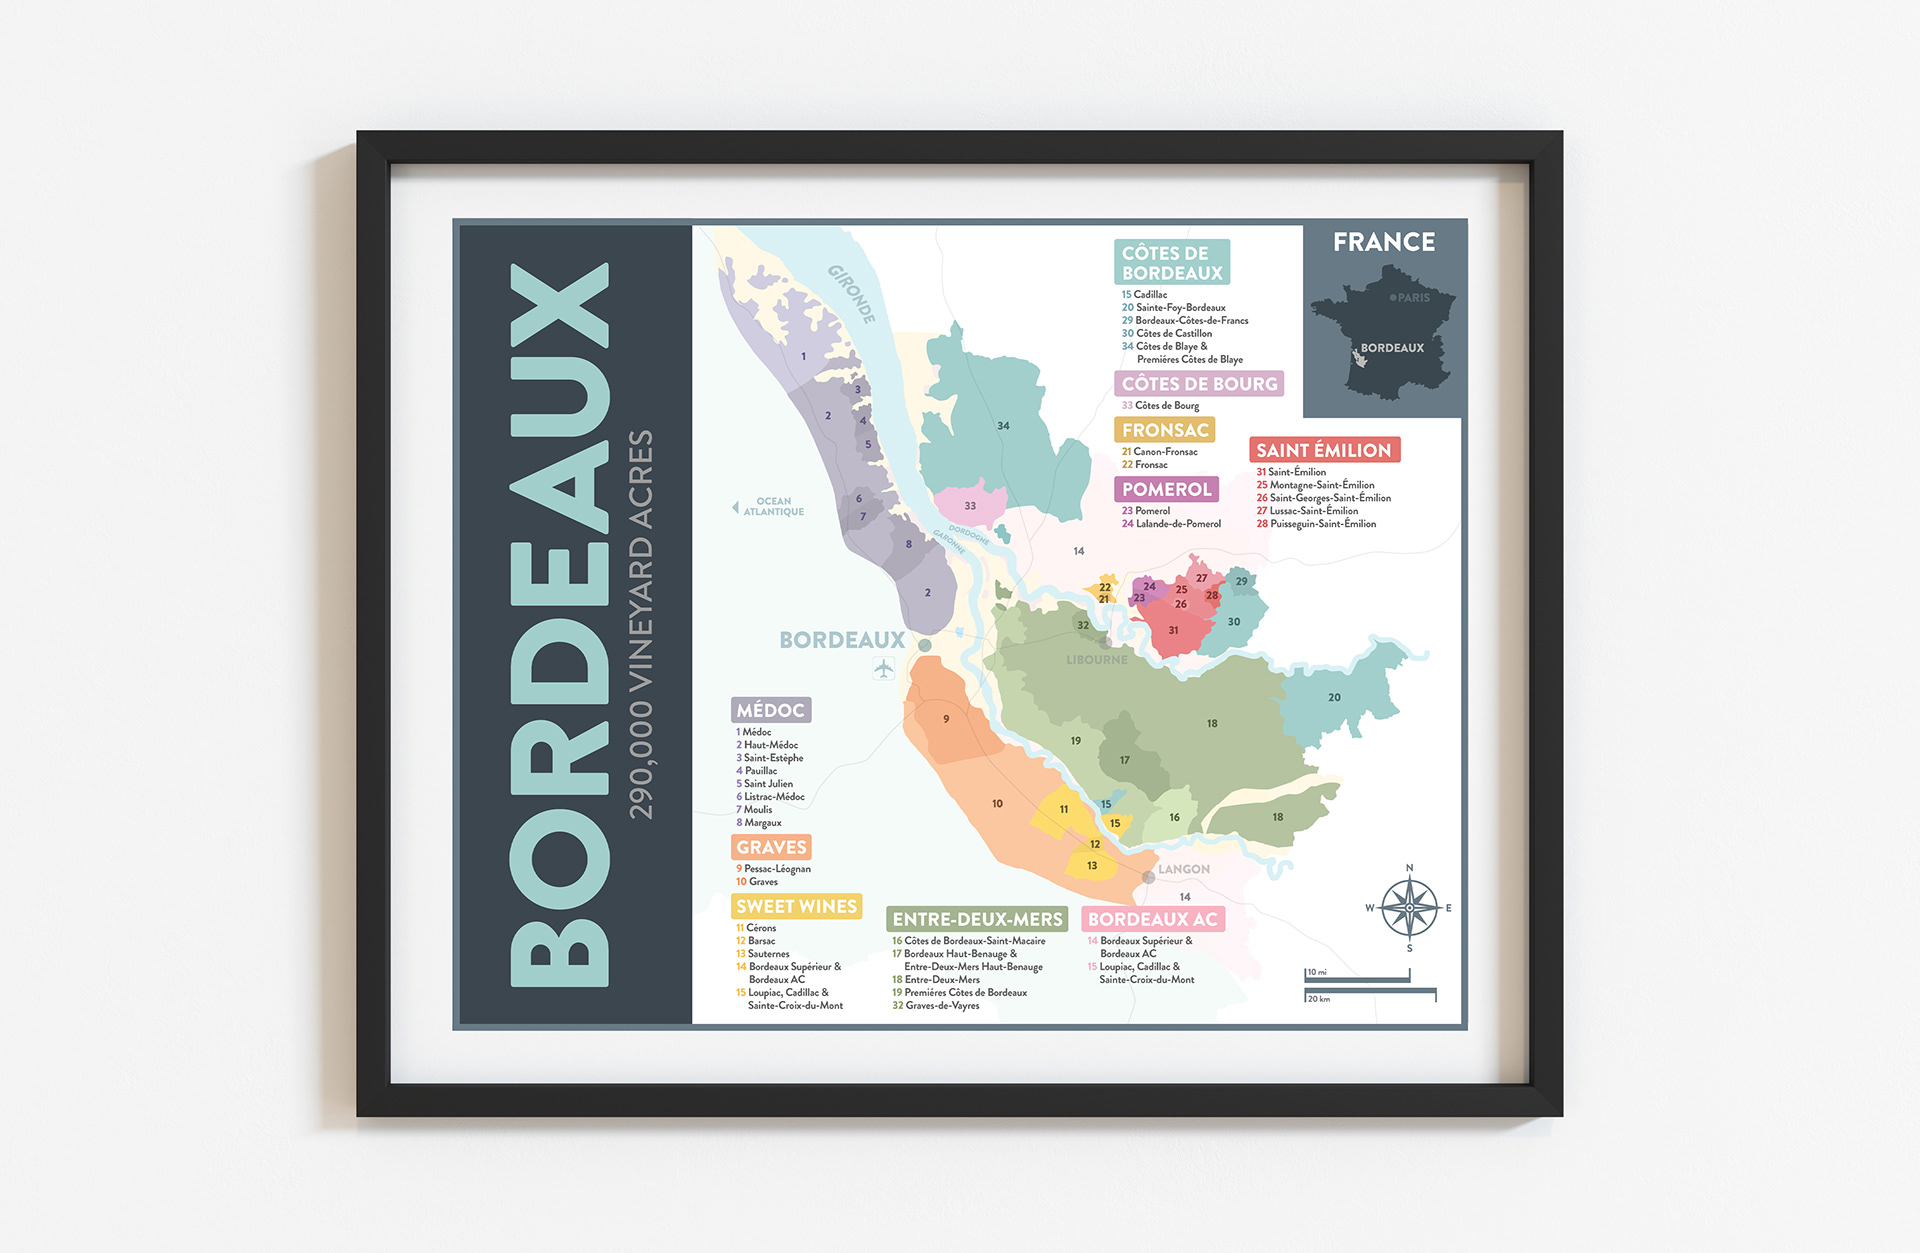 BORDEAUX
290,000 VINEYARD ACRES
GIRONDE
OCEAN
ATLANTIQUE
DORDOGNE
GARONNE
BORDEAUX
LIBOURNE
LANGON
1
2
3
4
5
6
7
8
2
34
33
14
22
21
24
23
25
26
27
28
29
30
31
32
20
18
19
17
15
15
16
18
9
10
11
12
13
14
CÔTES DE
BORDEAUX
15 Cadillac
20 Sainte-Foy-Bordeaux
29 Bordeaux-Côtes-de-Francs
30 Côtes de Castillon
34 Côtes de Blaye &
Premiéres Côtes de Blaye
CÔTES DE BOURG
33 Côtes de Bourg
FRONSAC
21 Canon-Fronsac
22 Fronsac
POMEROL
23 Pomerol
24 Lalande-de-Pomerol
SAINT ÉMILION
31 Saint-Émilion
25 Montagne-Saint-Émilion
26 Saint-Georges-Saint-Émilion
27 Lussac-Saint-Émilion
28 Puisseguin-Saint-Émilion
FRANCE
PARIS
BORDEAUX
MÉDOC
1 Médoc
2 Haut-Médoc
3 Saint-Estèphe
4 Pauillac
5 Saint Julien
6 Listrac-Médoc
7 Moulis
8 Margaux
GRAVES
9 Pessac-Léognan
10 Graves
SWEET WINES
11 Cérons
12 Barsac
13 Sauternes
14 Bordeaux Supérieur &
Bordeaux AC
15 Loupiac, Cadillac &
Sainte-Croix-du-Mont
ENTRE-DEUX-MERS
16 Côtes de Bordeaux-Saint-Macaire
17 Bordeaux Haut-Benauge &
Entre-Deux-Mers Haut-Benauge
18 Entre-Deux-Mers
19 Premiéres Côtes de Bordeaux
32 Graves-de-Vayres
BORDEAUX AC
14 Bordeaux Supérieur &
Bordeaux AC
15 Loupiac, Cadillac &
Sainte-Croix-du-Mont
N
W
E
S
10 mi
20 km